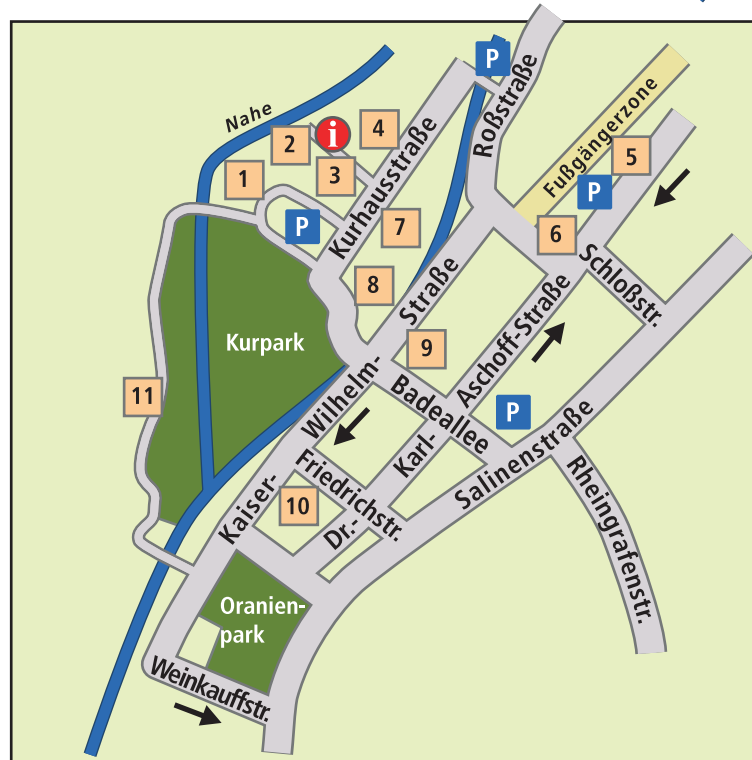 P
Roßstraße
Nahe
2
i
4
Fußgängerzone
5
1
3
P
P
Kurhausstraße
7
6
Schloßstr.
8
Kurpark
Kaiser-
Wilhelm-
Straße
9
Dr.-
Karl-
Aschoff-Straße
11
Badeallee
P
Salinenstraße
Friedrichstr.
10
Rheingrafenstr.
Oranien-
park
Weinkauffstr.